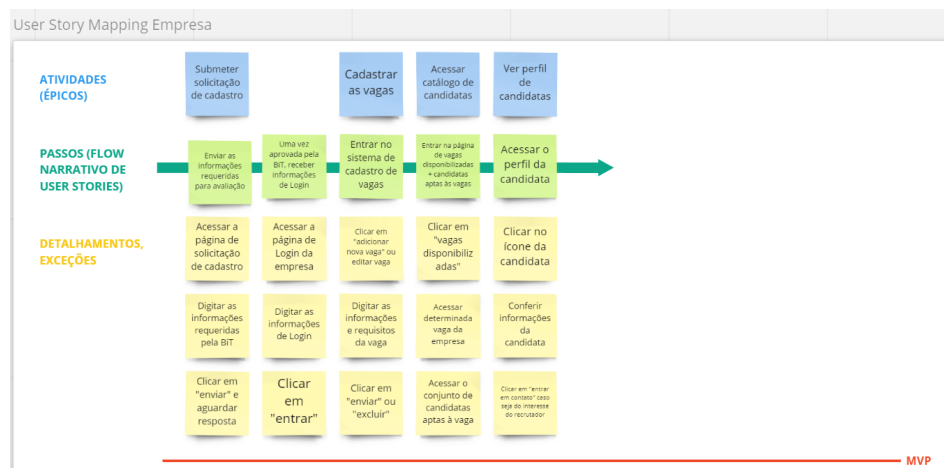 User Story Mapping Empresa
ATIVIDADES
(ÉPICOS)
Submeter
solicitação
de cadastro
Cadastrar
as vagas
Acessar
catálogo de
candidatas
Ver perfil
de
candidatas
PASSOS (FLOW
NARRATIVO DE
USER STORIES)
Enviar as
informações
requeridas
para avaliação
Uma vez
aprovada pela
BiT, receber
informações
de Login
Entrar no
sistema de
cadastro de
vagas
Entrar na página
de vagas
disponibilizadas
+ candidatas
aptas às vagas
Acessar o
perfil da
candidata
DETALHAMENTOS,
EXCEÇÕES
Acessar a
página de
solicitação
de cadastro
Acessar a
página de
Login da
empresa
Clicar em
"adicionar
nova vaga" ou
editar vaga
Clicar em
"vagas
disponibiliz
adas"
Clicar no
ícone da
candidata
Digitar as
informações
requeridas
pela BiT
Digitar as
informações
de Login
Digitar as
informações
e requisitos
da vaga
Acessar
determinada
vaga da
empresa
Conferir
informações
da
candidata
Clicar em
"enviar" e
aguardar
resposta
Clicar
em
"entrar"
Clicar em
"enviar" ou
"excluir"
Acessar o
conjunto de
candidatas
aptas à vaga
Clicar em "entrar
em contato" caso
seja do interesse
do recrutador
MVP